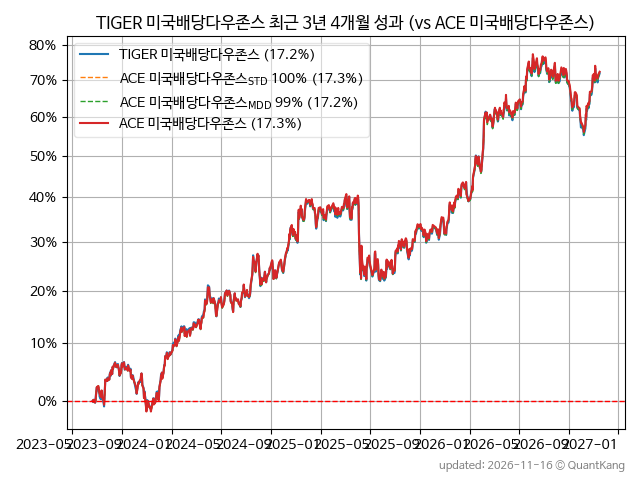 TIGER 미국배당다우존스 최근 3년 4개월 성과 (vs ACE 미국배당다우존스)
80%
70%
60%
50%
40%
30%
20%
10%
0%
TIGER 미국배당다우존스 (17.2%)
ACE 미국배당다우존스STD 100% (17.3%)
ACE 미국배당다우존스MDD 99% (17.2%)
ACE 미국배당다우존스 (17.3%)
2023-05 2023-09 2024-01 2024-05 2024-09 2025-01 2025-05 2025-09 2026-01 2026-05 2026-09 2027-01
updated: 2026-11-16 © QuantKang